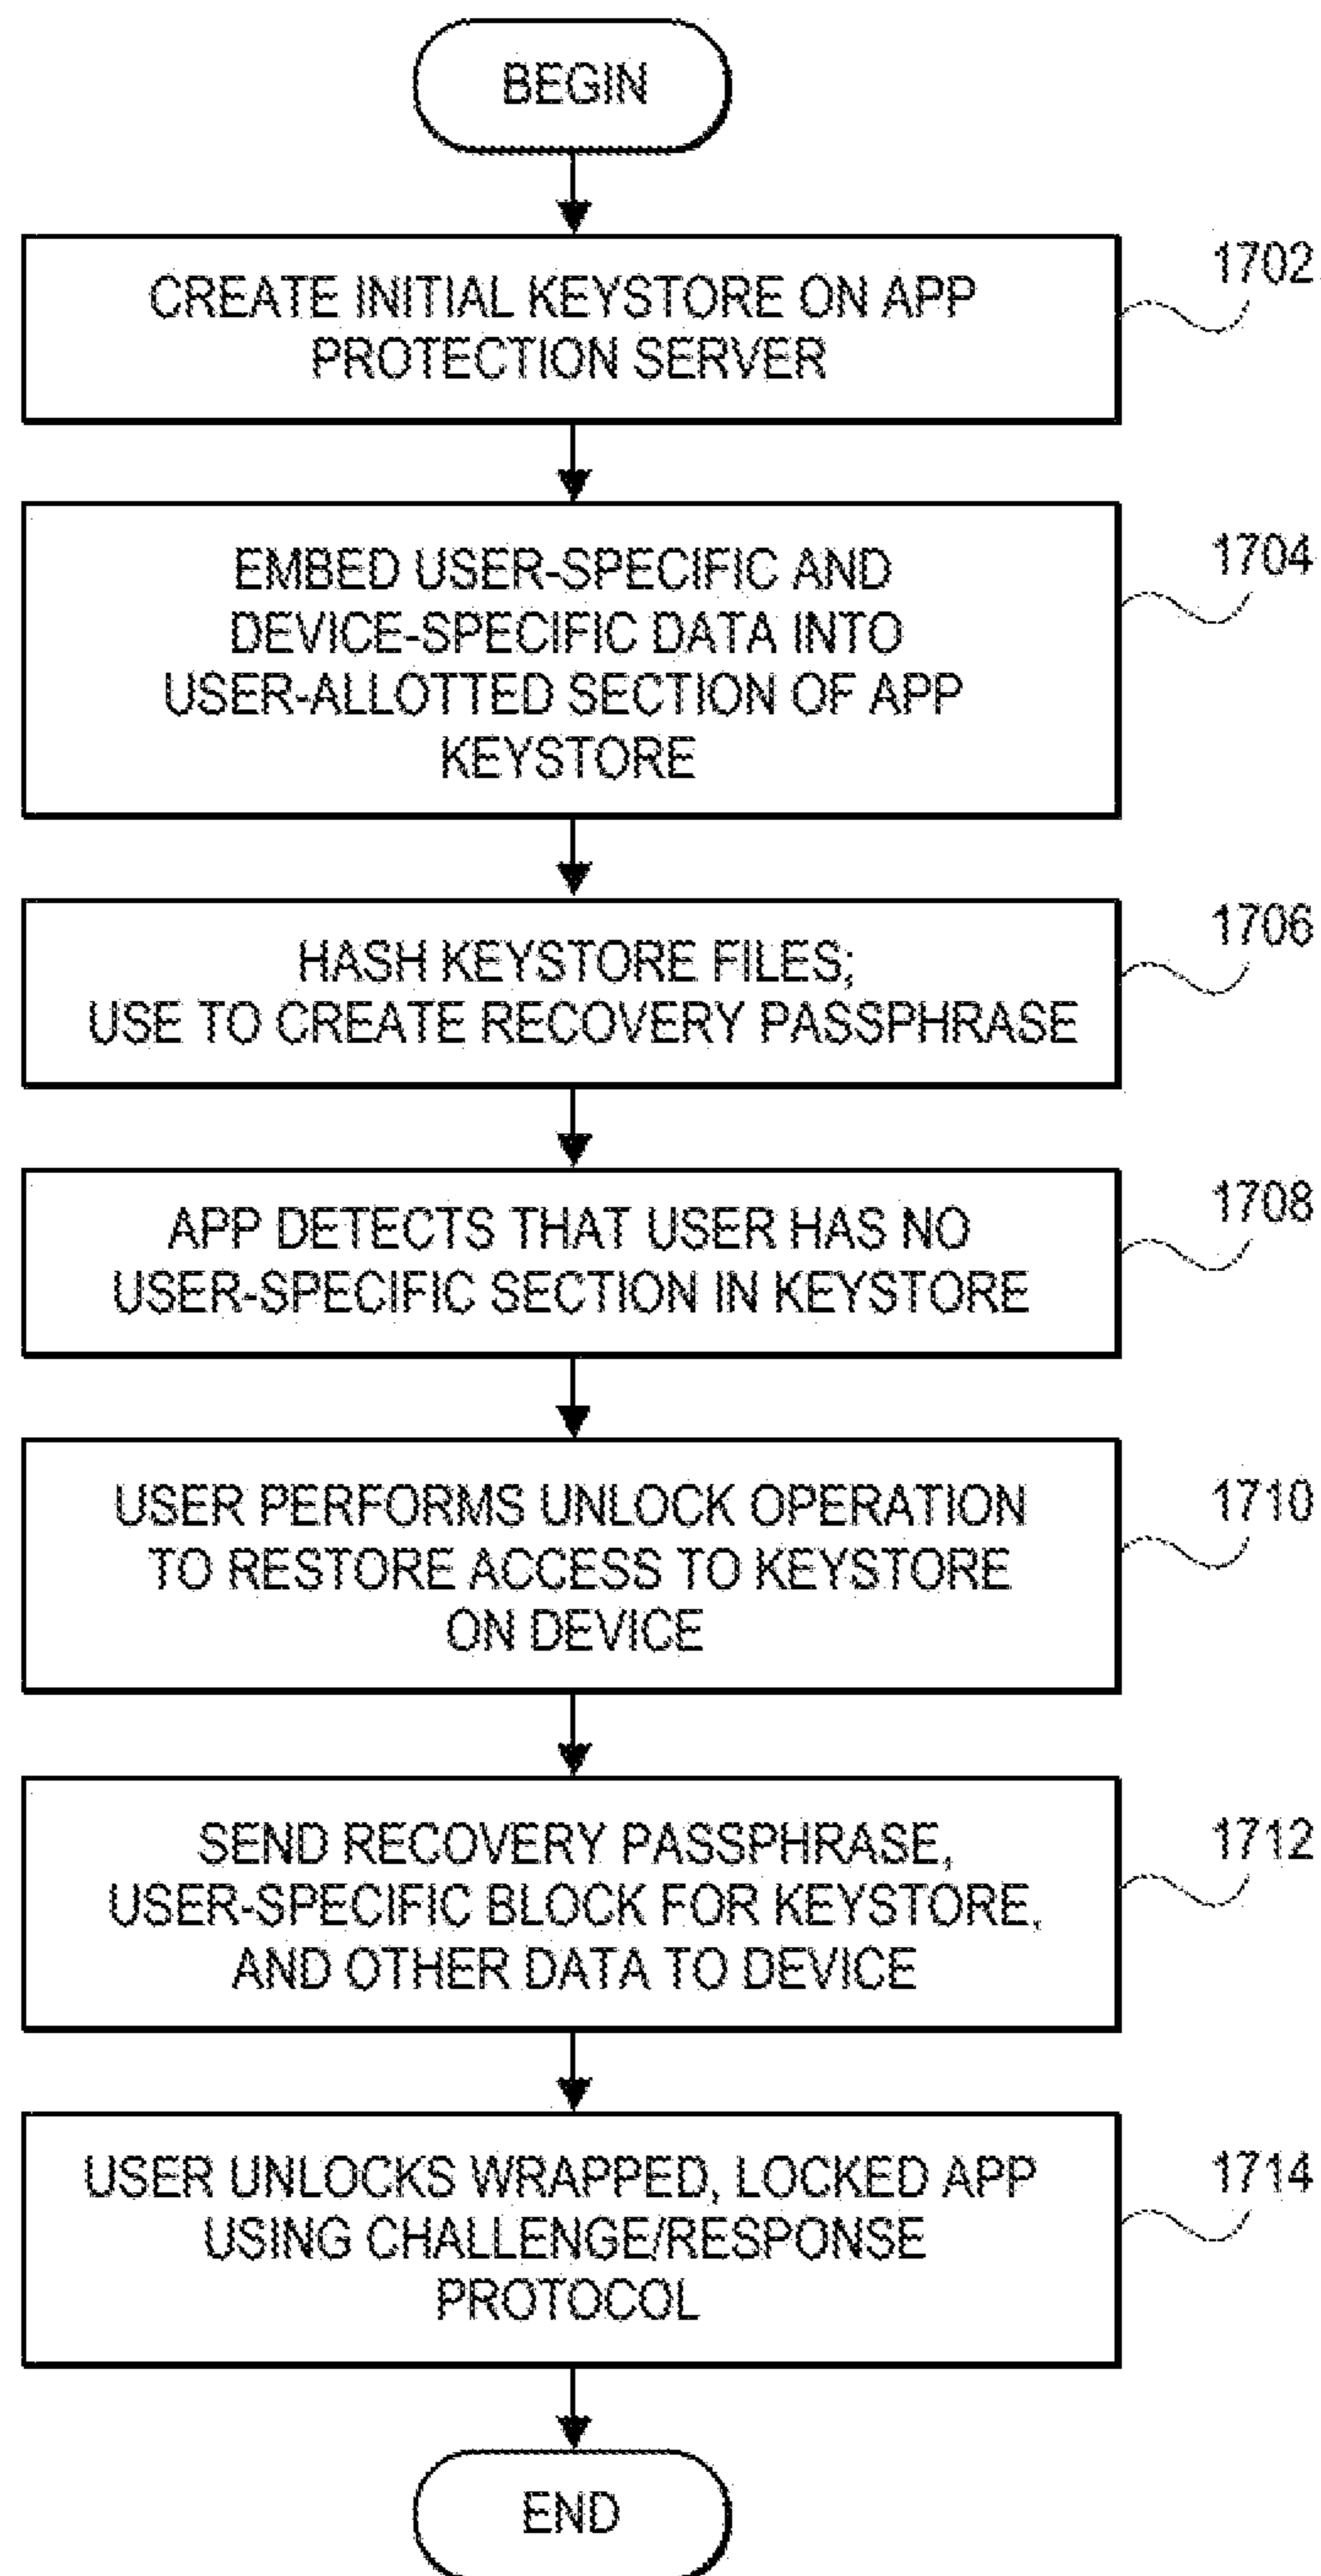 BEGIN
CREATE INITIAL KEYSTORE ON APP
PROTECTION SERVER
1702
EMBED USER-SPECIFIC AND
DEVICE-SPECIFIC DATA INTO
USER-ALLOTTED SECTION OF APP
KEYSTORE
1704
HASH KEYSTORE FILES;
USE TO CREATE RECOVERY PASSPHRASE
1706
APP DETECTS THAT USER HAS NO
USER-SPECIFIC SECTION IN KEYSTORE
1708
USER PERFORMS UNLOCK OPERATION
TO RESTORE ACCESS TO KEYSTORE
ON DEVICE
1710
SEND RECOVERY PASSPHRASE,
USER-SPECIFIC BLOCK FOR KEYSTORE,
AND OTHER DATA TO DEVICE
1712
USER UNLOCKS WRAPPED, LOCKED APP
USING CHALLENGE/RESPONSE
PROTOCOL
1714
END